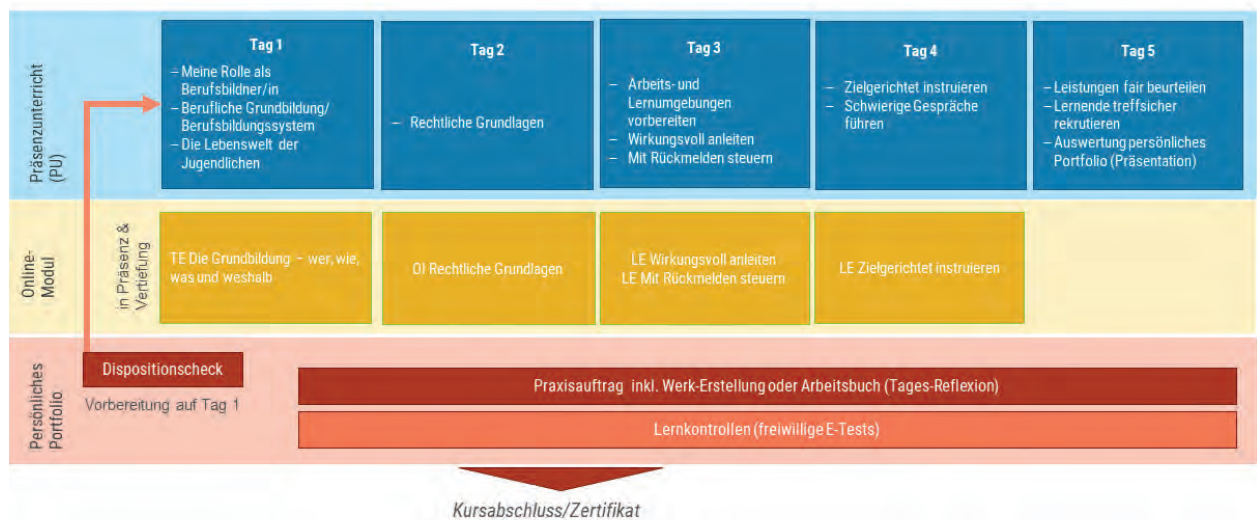 Präsenzunterricht
(PU)
Tag 1
– Meine Rolle als
Berufsbildner/in
– Berufliche Grundbildung/
Berufsbildungssystem
– Die Lebenswelt der
Jugendlichen
Tag 2
– Rechtliche Grundlagen
Tag 3
– Arbeits- und
Lernumgebungen
vorbereiten
– Wirkungsvoll anleiten
– Mit Rückmelden steuern
Tag 4
– Zielgerichtet instruieren
– Schwierige Gespräche
führen
Tag 5
– Leistungen fair beurteilen
– Lernende treffsicher
rekrutieren
– Auswertung persönliches
Portfolio (Präsentation)
Online-
Modul
in Präsenz &
Vertiefung
TE Die Grundbildung – wer, wie,
was und weshalb
OI Rechtliche Grundlagen
LE Wirkungsvoll anleiten
LE Mit Rückmelden steuern
LE Zielgerichtet instruieren
Persönliches
Portfolio
Dispositionscheck
Vorbereitung auf Tag 1
Praxisauftrag inkl. Werk-Erstellung oder Arbeitsbuch (Tages-Reflexion)
Lernkontrollen (freiwillige E-Tests)
Kursabschluss/Zertifikat